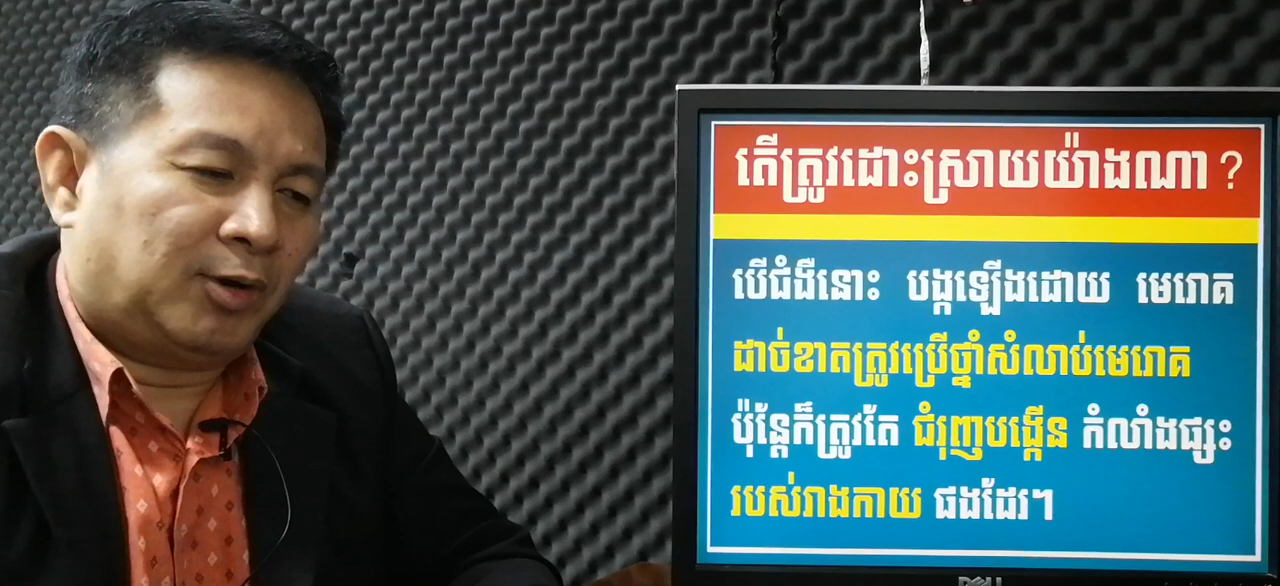 តើត្រូវដោះស្រាយយ៉ាងណា ?
បើជំងឺនោះ បង្កឡើងដោយ មេរោគ
ដាច់ខាតត្រូវប្រើថ្នាំសំលាប់មេរោគ
ប៉ុន្តែក៏ត្រូវតែ ជំរុញបង្កើន កំលាំងផ្សះ
របស់រាងកាយ ផងដែរ។
DELL